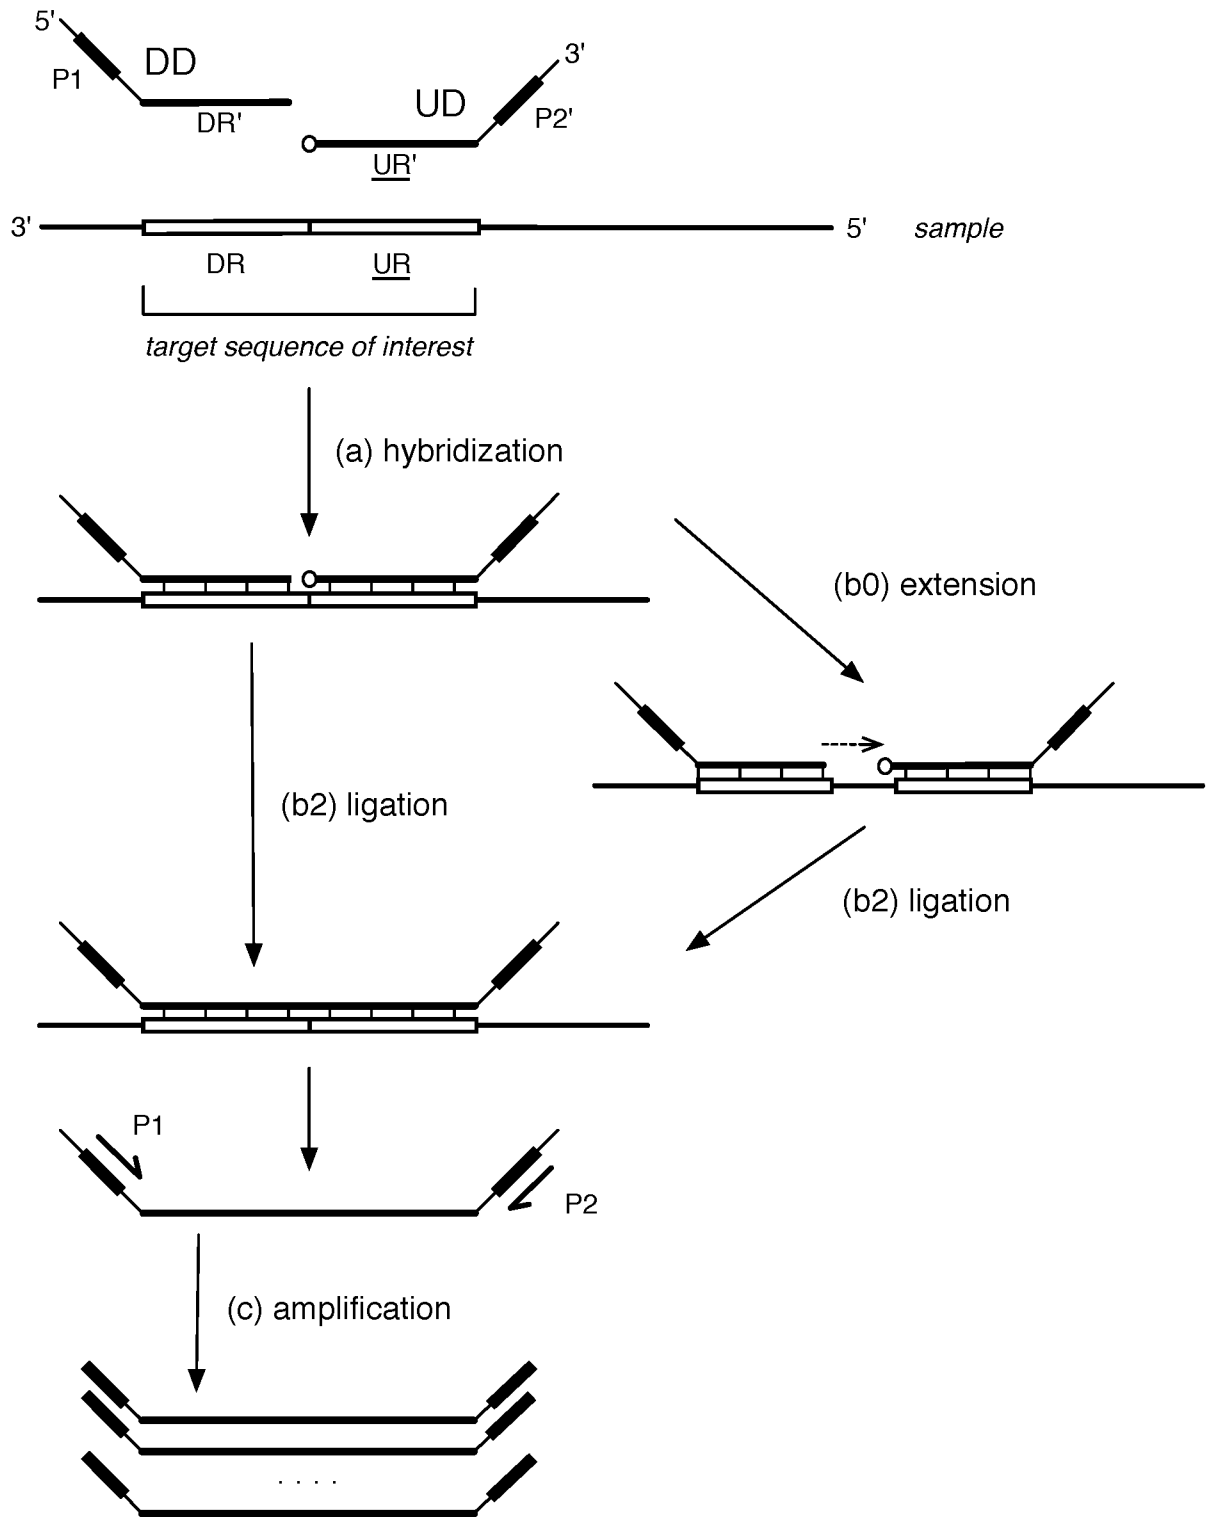 5'
3'
DD
P1
UD
P2'
DR'
UR'
3'
5' sample
DR UR
target sequence of interest
(a) hybridization
(b0) extension
(b2) ligation
(b2) ligation
P1
P2
(c) amplification
. . . .